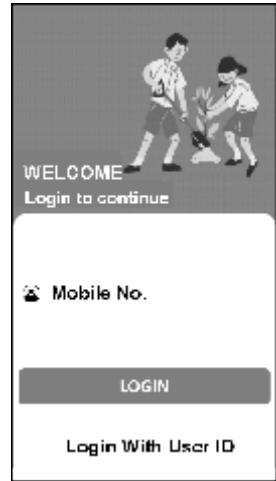 WELCOME
Login to continue
Mobile No.
LOGIN
Login With User ID